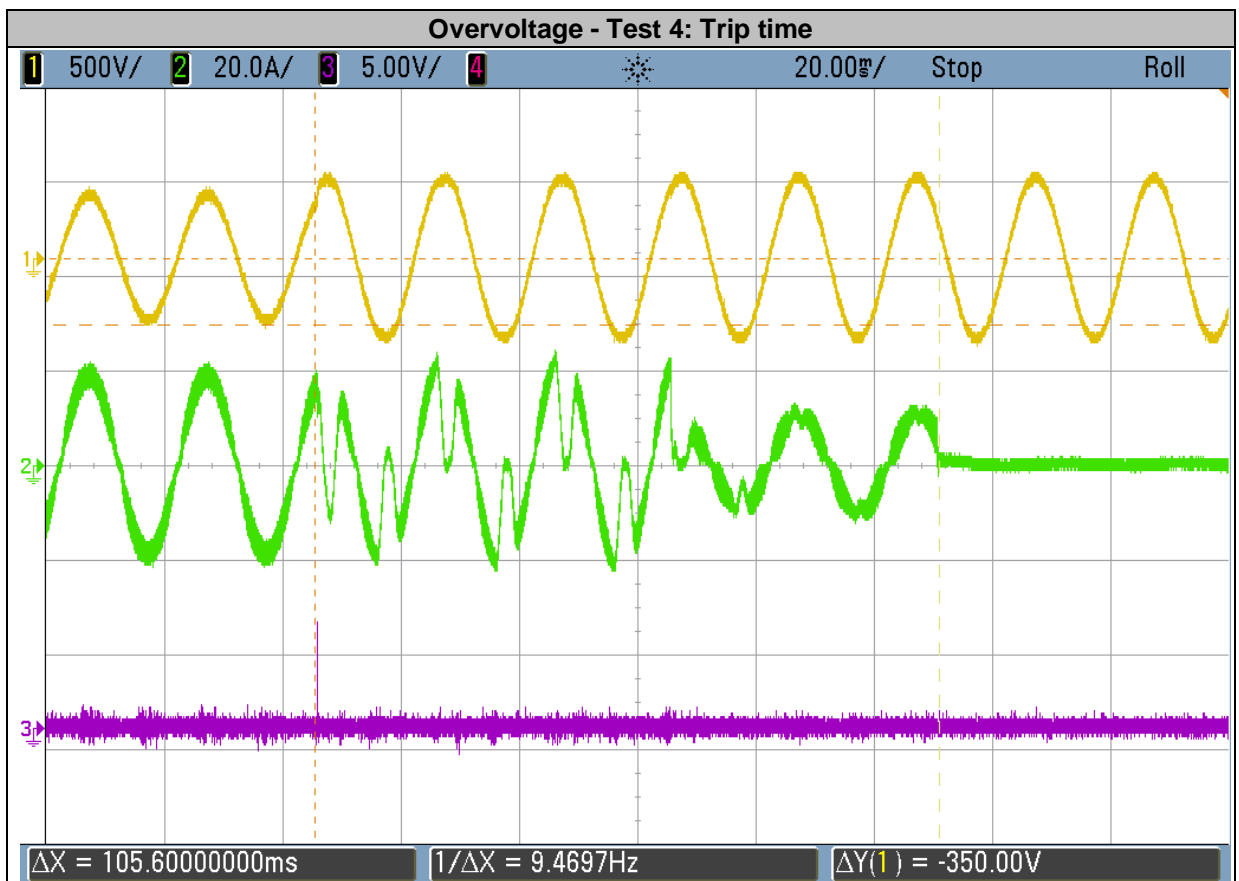 Overvoltage - Test 4: Trip time
1 500V/ 2 20.0A/ 3 5.00V/ 4 20.00ms/ Stop Roll
1
2
3
ΔX = 105.60000000ms 1/ΔX = 9.4697Hz ΔY(1) = -350.00V